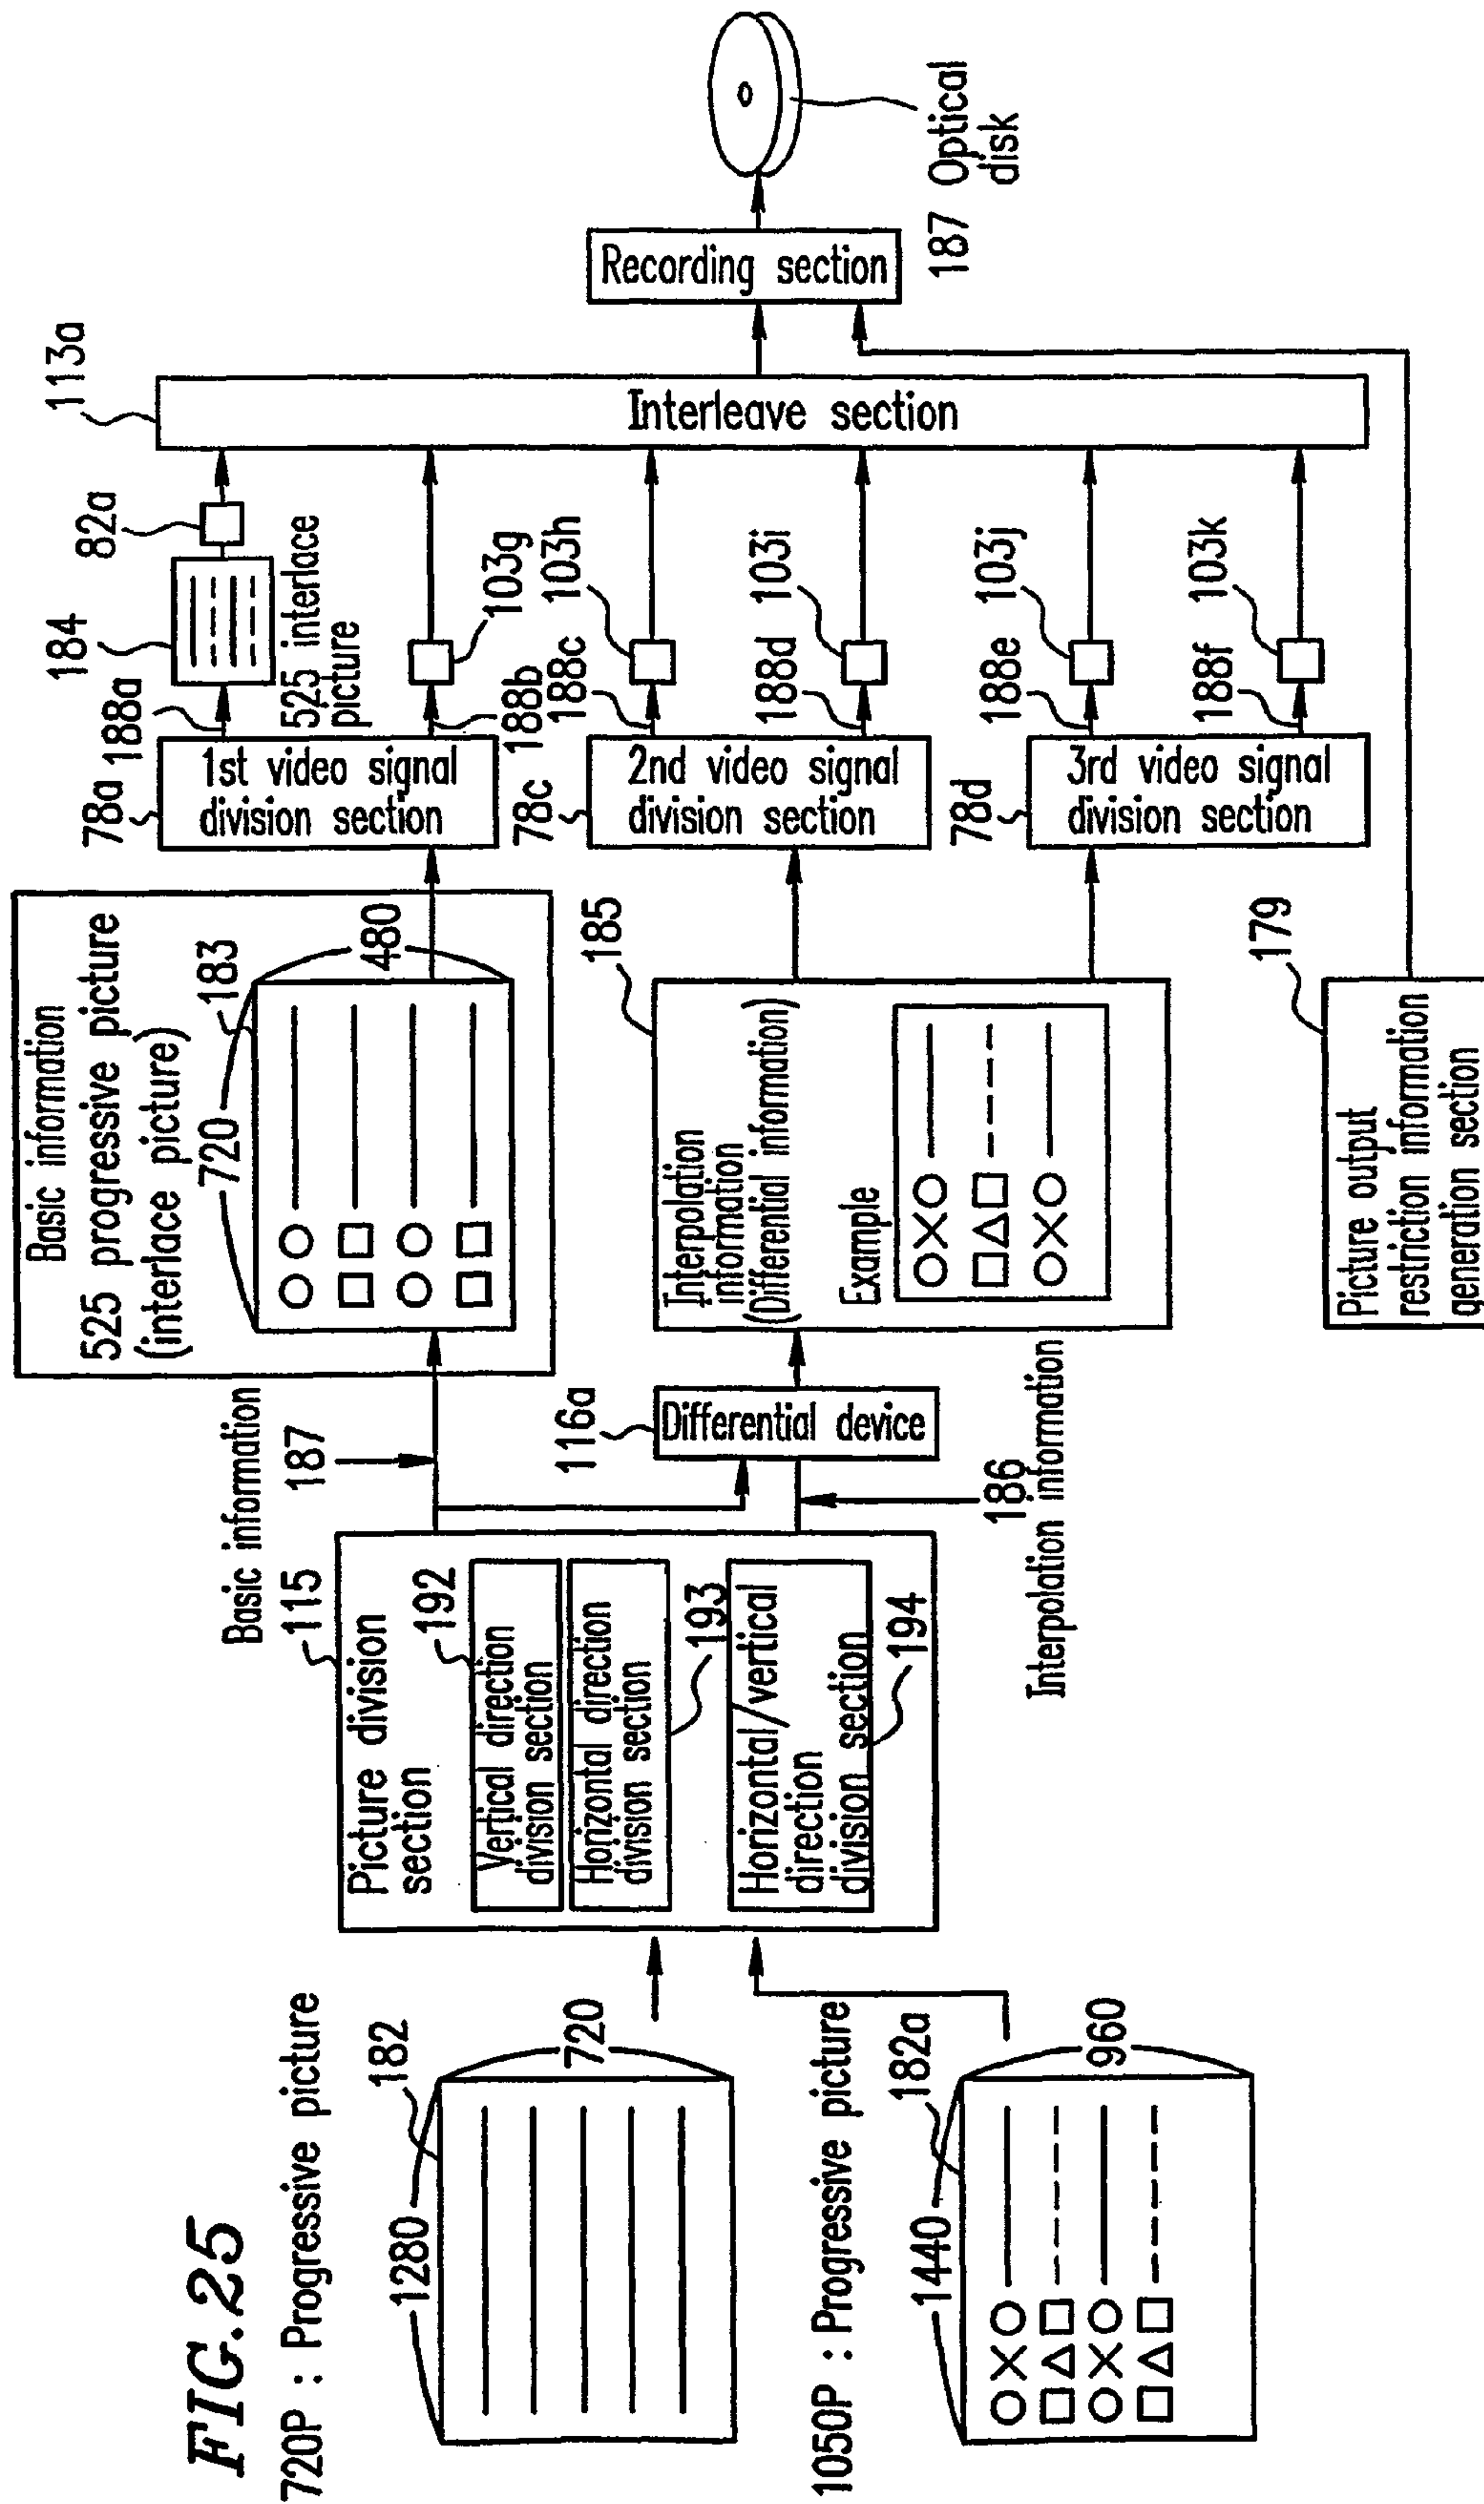 FIG.25
720P : Progressive picture
182
1280
720
1050P : Progressive picture
182a
1440
960
115
Picture division
section
192
Vertical direction
division section
Horizontal direction
division section
193
Horizontal/vertical
direction
division section
194
Basic information
187
116a
Differential device
186
Interpolation information
Basic information
525 progressive picture
(interlace picture)
183
720
480
185
Interpolation
information
(Differential information)
Example
179
Picture output
restriction information
generation section
78a
1st video signal
division section
78c
2nd video signal
division section
78d
3rd video signal
division section
188a
184
525 interlace
picture
82a
188b
103g
188c
103h
188d
103i
188e
103j
188f
103k
113a
Interleave section
Recording section
187 Optical
disk